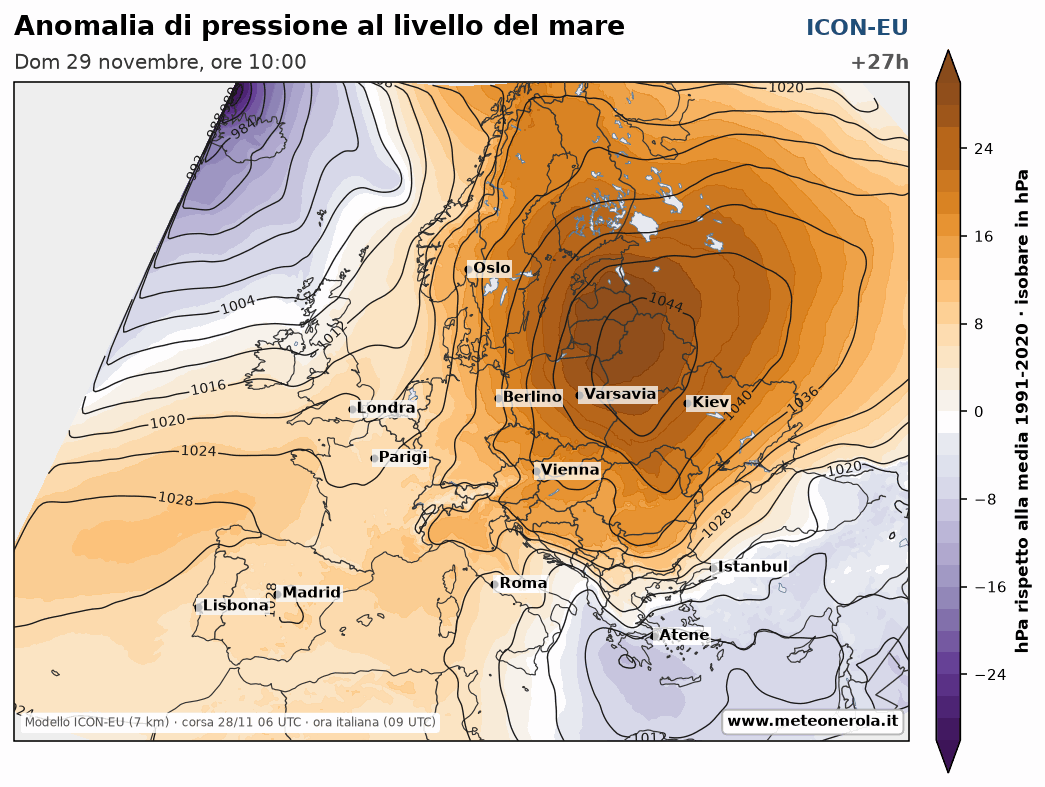 Anomalia di pressione al livello del mare
ICON-EU
Dom 29 novembre, ore 10:00
+27h
1020
984
992
1044
Oslo
1004
1012
1016
Londra
Berlino
Varsavia
Kiev
1040
1036
1020
1024
Parigi
Vienna
1020
1028
1028
Istanbul
Roma
Madrid
1028
Lisbona
Atene
1012
Modello ICON-EU (7 km) · corsa 28/11 06 UTC · ora italiana (09 UTC)
www.meteonerola.it
24
16
8
0
−8
−16
−24
hPa rispetto alla media 1991-2020 · isobare in hPa